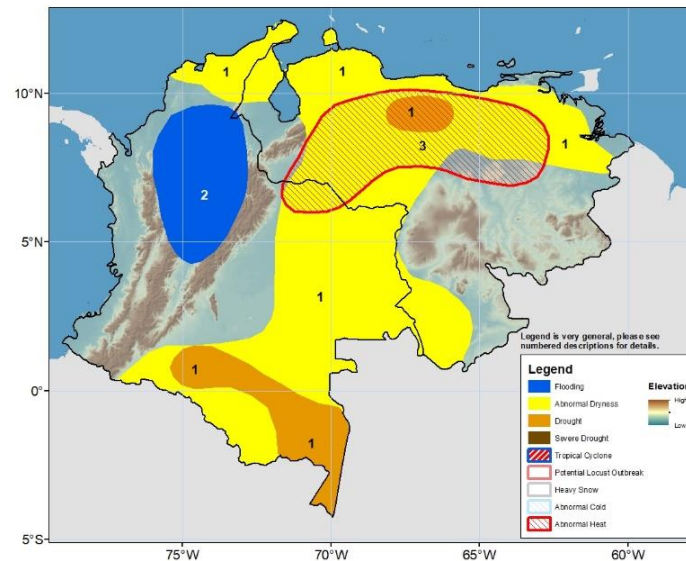 10°N
5°N
0°
5°S
75°W
70°W
65°W
60°W
1
1
1
3
1
2
1
1
1
Legend is very general, please see
numbered descriptions for details.
Legend
Flooding
Abnormal Dryness
Drought
Severe Drought
Tropical Cyclone
Potential Locust Outbreak
Heavy Snow
Abnormal Cold
Abnormal Heat
Elevation
High
Low